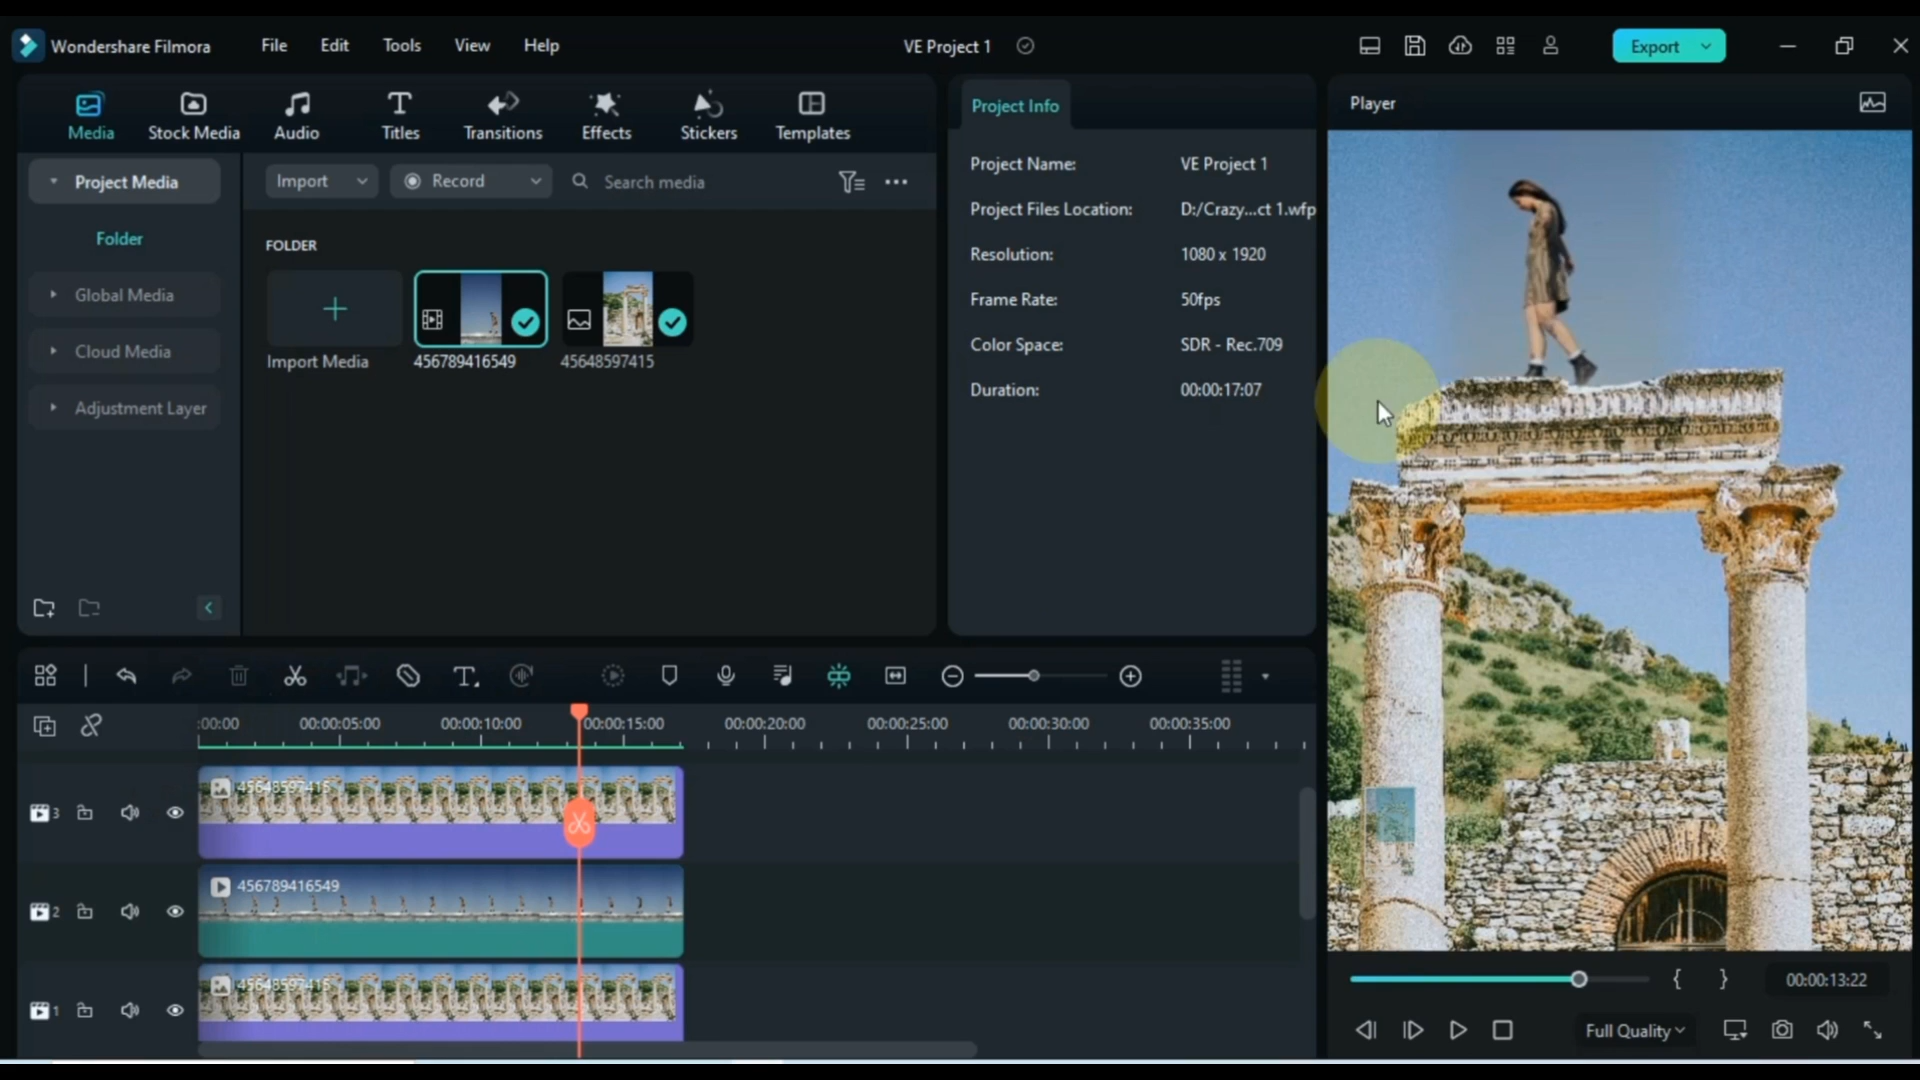 Wondershare Filmora
File
Edit
Tools
View
Help
VE Project 1
Export
Media
Stock Media
Audio
Titles
Transitions
Effects
Stickers
Templates
Project Info
Player
Project Media
Import
Record
Search media
Folder
Global Media
Cloud Media
Adjustment Layer
FOLDER
Import Media
456789416549
45648597415
Project Name:
VE Project 1
Project Files Location:
D:/Crazy...ct 1.wfp
Resolution:
1080 x 1920
Frame Rate:
50fps
Color Space:
SDR - Rec.709
Duration:
00:00:17:07
:00:00
00:00:05:00
00:00:10:00
00:00:15:00
00:00:20:00
00:00:25:00
00:00:30:00
00:00:35:00
3
45648597415
2
456789416549
1
45648597415
00:00:13:22
Full Quality